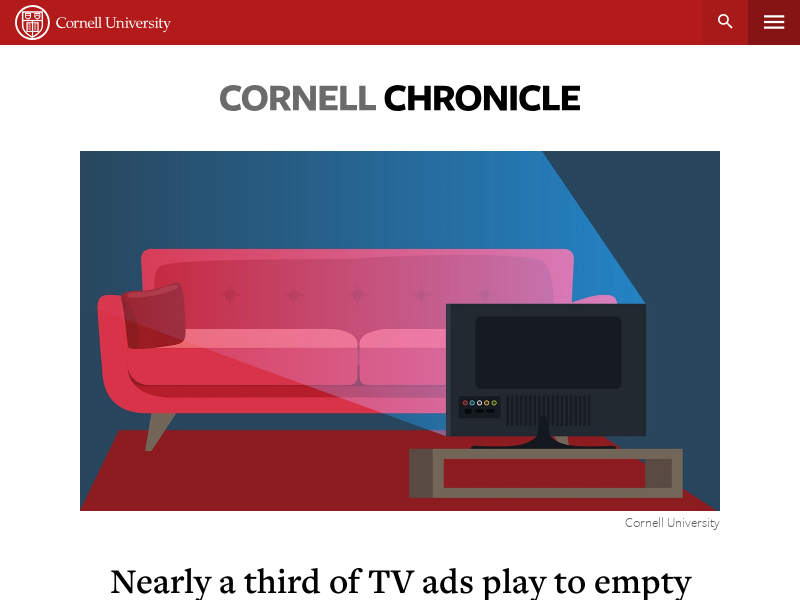 Cornell University
CORNELL CHRONICLE
Cornell University
Nearly a third of TV ads play to empty